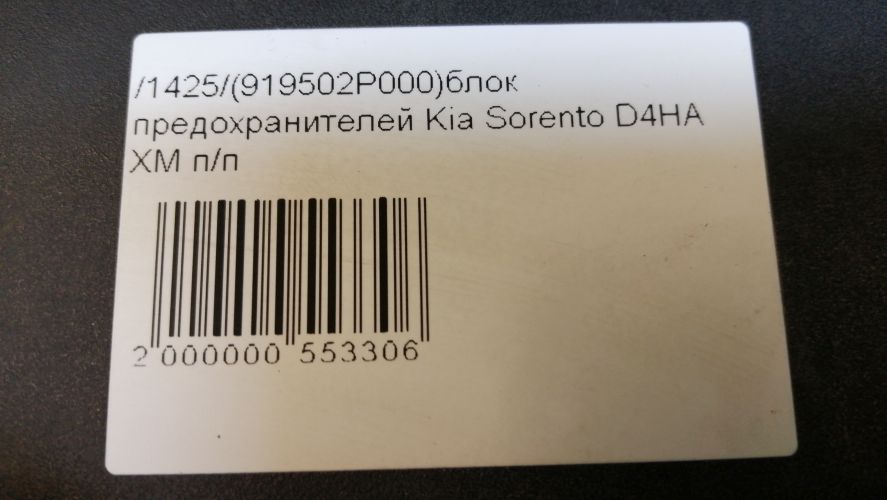 /1425/(919502P000)блок
предохранителей Kia Sorento D4HA
XM п/п
2 000000 553306